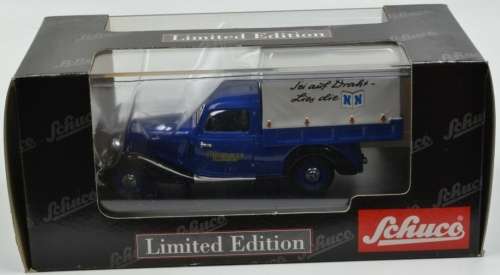 Limited Edition
Sei auf Draht -
Lies die NN
Limited Edition
Schuco